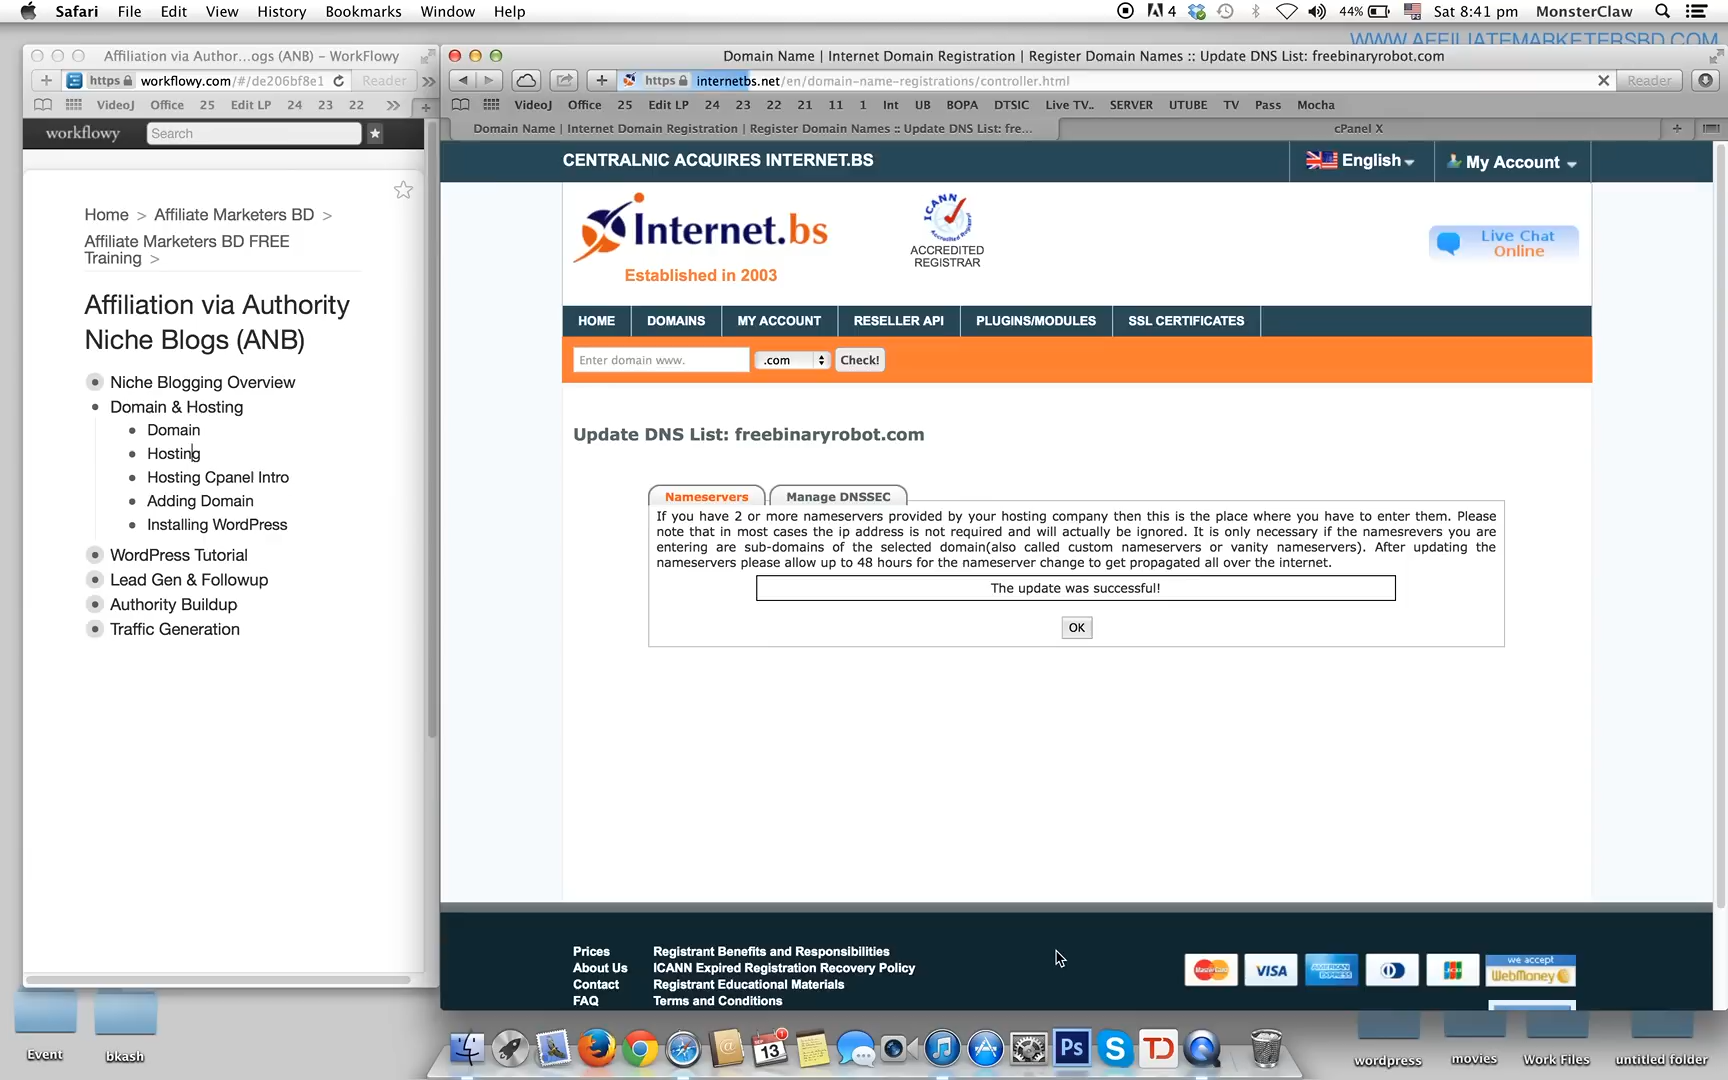 Safari File Edit View History Bookmarks Window Help
4 44% Sat 8:41 pm MonsterClaw
WWW.AFFILIATEMARKETERSBD.COM
Affiliation via Author...ogs (ANB) – WorkFlowy
https workflowy.com/#/de206bf8e1 Reader
VideoJ Office 25 Edit LP 24 23 22
workflowy Search
Home > Affiliate Marketers BD >
Affiliate Marketers BD FREE
Training >
Affiliation via Authority
Niche Blogs (ANB)
Niche Blogging Overview
Domain & Hosting
Domain
Hosting
Hosting Cpanel Intro
Adding Domain
Installing WordPress
WordPress Tutorial
Lead Gen & Followup
Authority Buildup
Traffic Generation
Domain Name | Internet Domain Registration | Register Domain Names :: Update DNS List: freebinaryrobot.com
https internetbs.net/en/domain-name-registrations/controller.html Reader
VideoJ Office 25 Edit LP 24 23 22 21 11 1 Int UB BOPA DTSIC Live TV.. SERVER UTUBE TV Pass Mocha
Domain Name | Internet Domain Registration | Register Domain Names :: Update DNS List: fre... cPanel X
CENTRALNIC ACQUIRES INTERNET.BS English My Account
Internet.bs
Established in 2003
ICANN
ACCREDITED
REGISTRAR
Live Chat
Online
HOME DOMAINS MY ACCOUNT RESELLER API PLUGINS/MODULES SSL CERTIFICATES
Enter domain www. .com Check!
Update DNS List: freebinaryrobot.com
Nameservers Manage DNSSEC
If you have 2 or more nameservers provided by your hosting company then this is the place where you have to enter them. Please
note that in most cases the ip address is not required and will actually be ignored. It is only necessary if the namesrevers you are
entering are sub-domains of the selected domain(also called custom nameservers or vanity nameservers). After updating the
nameservers please allow up to 48 hours for the nameserver change to get propagated all over the internet.
The update was successful!
OK
Prices Registrant Benefits and Responsibilities
About Us ICANN Expired Registration Recovery Policy
Contact Registrant Educational Materials
FAQ Terms and Conditions
MasterCard VISA AMERICAN EXPRESS JCB we accept WebMoney
Event bkash wordpress movies Work Files untitled folder
1 13 Ps TD